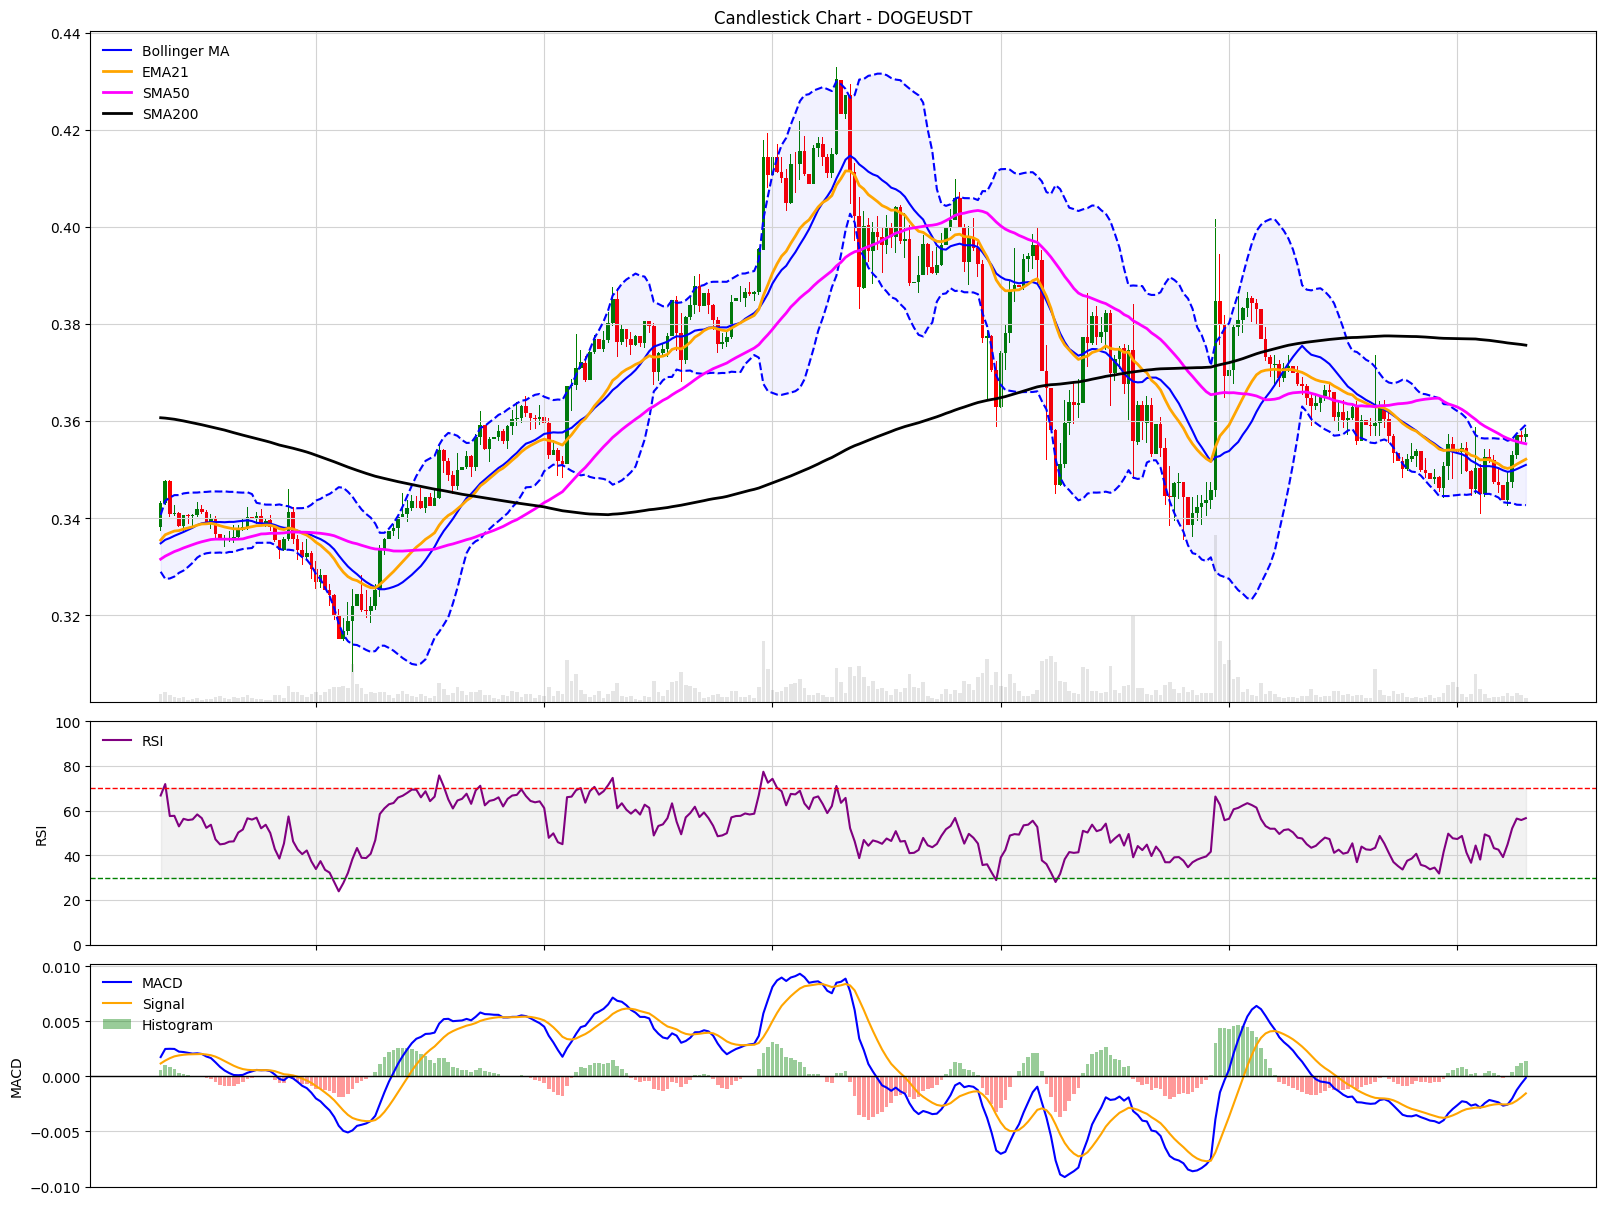 Candlestick Chart - DOGEUSDT
Bollinger MA
EMA21
SMA50
SMA200
0.44
0.42
0.40
0.38
0.36
0.34
0.32
RSI
RSI
100
80
60
40
20
0
MACD
Signal
Histogram
MACD
0.010
0.005
0.000
−0.005
−0.010